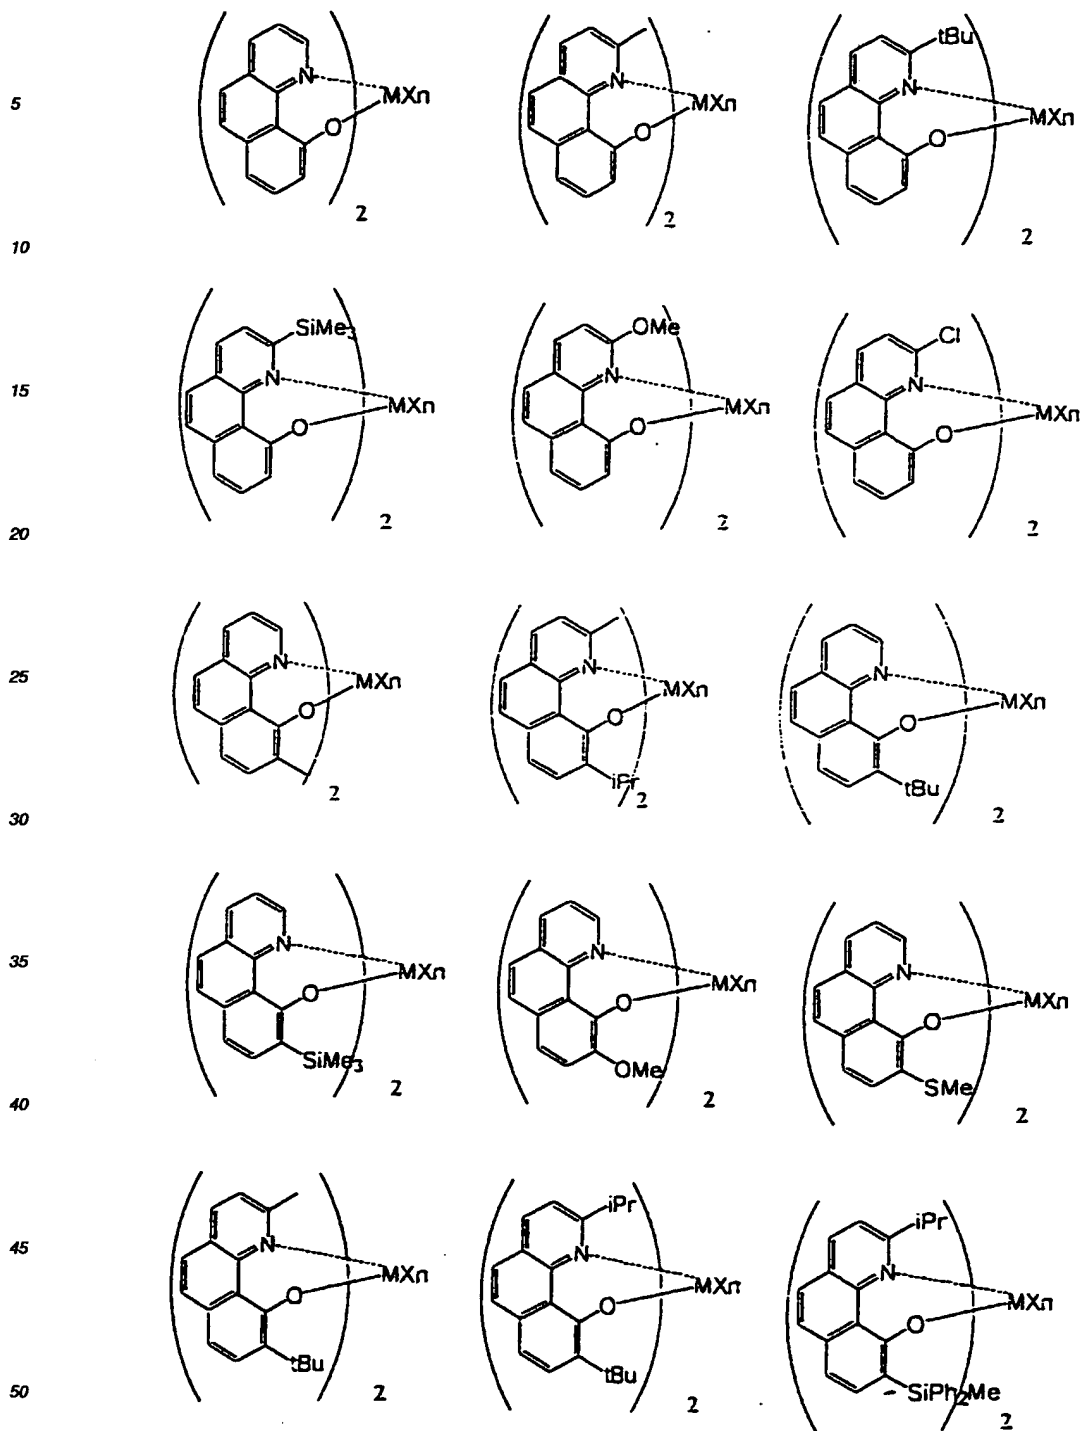 N MXn O 2
N MXn O 2
tBu N MXn O 2
5
10
SiMe3 N MXn O 2
OMe N MXn O 2
Cl N MXn O 2
15
20
N MXn O 2
N MXn O iPr 2
N MXn O tBu 2
25
30
N MXn O SiMe3 2
N MXn O OMe 2
N MXn O SMe 2
35
40
N MXn O tBu 2
iPr N MXn O tBu 2
iPr N MXn O SiPh2Me 2
45
50